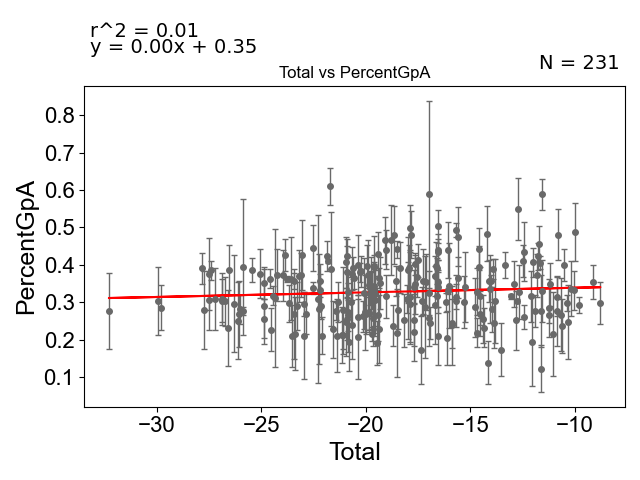 r^2 = 0.01
y = 0.00x + 0.35
N = 231
Total vs PercentGpA
PercentGpA
0.8
0.7
0.6
0.5
0.4
0.3
0.2
0.1
−30
−25
−20
−15
−10
Total